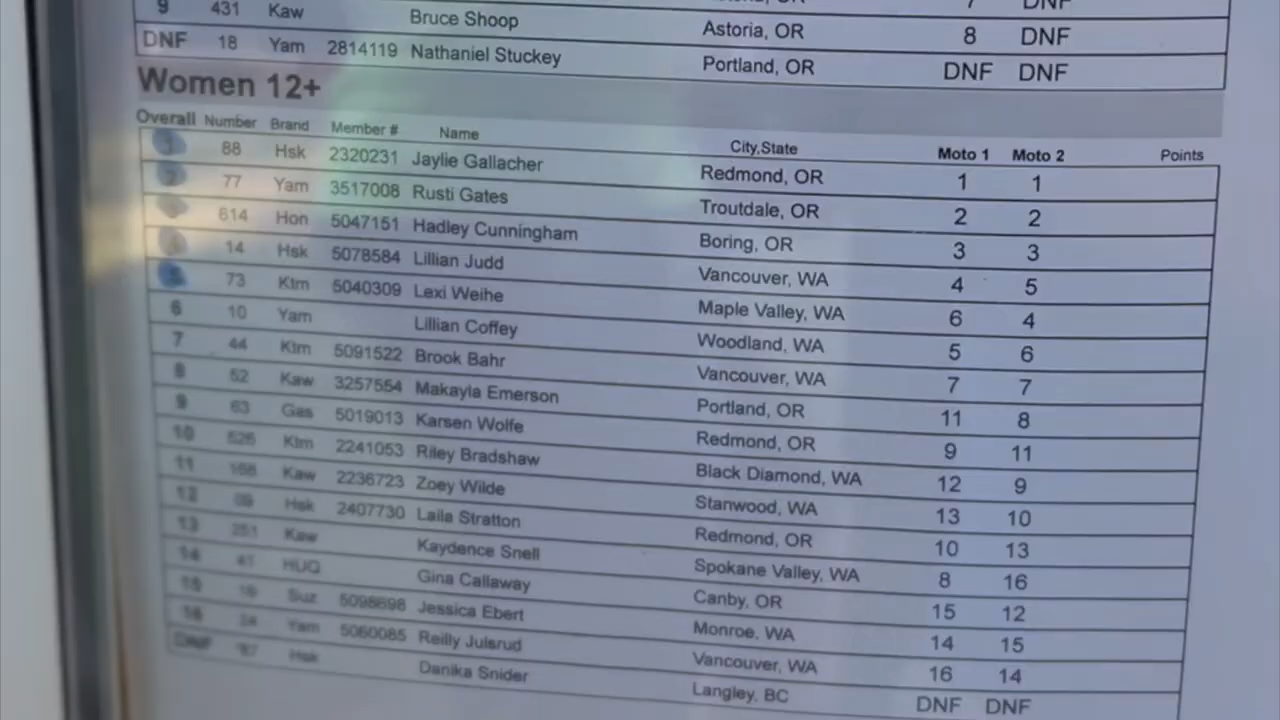 9 431 Kaw Bruce Shoop Astoria, OR 8 DNF
DNF 18 Yam 2814119 Nathaniel Stuckey Portland, OR DNF DNF
Women 12+
Overall Number Brand Member # Name City,State Moto 1 Moto 2 Points
1 88 Hsk 2320231 Jaylie Gallacher Redmond, OR 1 1
2 77 Yam 3517008 Rusti Gates Troutdale, OR 2 2
614 Hon 5047151 Hadley Cunningham Boring, OR 3 3
14 Hsk 5078584 Lillian Judd Vancouver, WA 4 5
5 73 Ktm 5040309 Lexi Weihe Maple Valley, WA 6 4
6 10 Yam Lillian Coffey Woodland, WA 5 6
7 44 Ktm 5091522 Brook Bahr Vancouver, WA 7 7
8 52 Kaw 3257554 Makayla Emerson Portland, OR 11 8
9 63 Gas 5019013 Karsen Wolfe Redmond, OR 9 11
10 526 Ktm 2241053 Riley Bradshaw Black Diamond, WA 12 9
11 168 Kaw 2236723 Zoey Wilde Stanwood, WA 13 10
12 Hsk 2407730 Laila Stratton Redmond, OR 10 13
13 251 Kaw Kaydence Snell Spokane Valley, WA 8 16
14 HUQ Gina Callaway Canby, OR 15 12
15 Suz 5098698 Jessica Ebert Monroe, WA 14 15
16 Yam 5060085 Reilly Julsrud Vancouver, WA 16 14
DNF Hsk Danika Snider Langley, BC DNF DNF